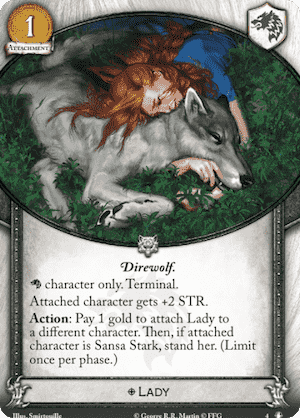 1
ATTACHMENT
Direwolf.
character only. Terminal.
Attached character gets +2 STR.
Action: Pay 1 gold to attach Lady to
a different character. Then, if attached
character is Sansa Stark, stand her. (Limit
once per phase.)
LADY
Illus. Smirtouille
© George R.R. Martin © FFG
4